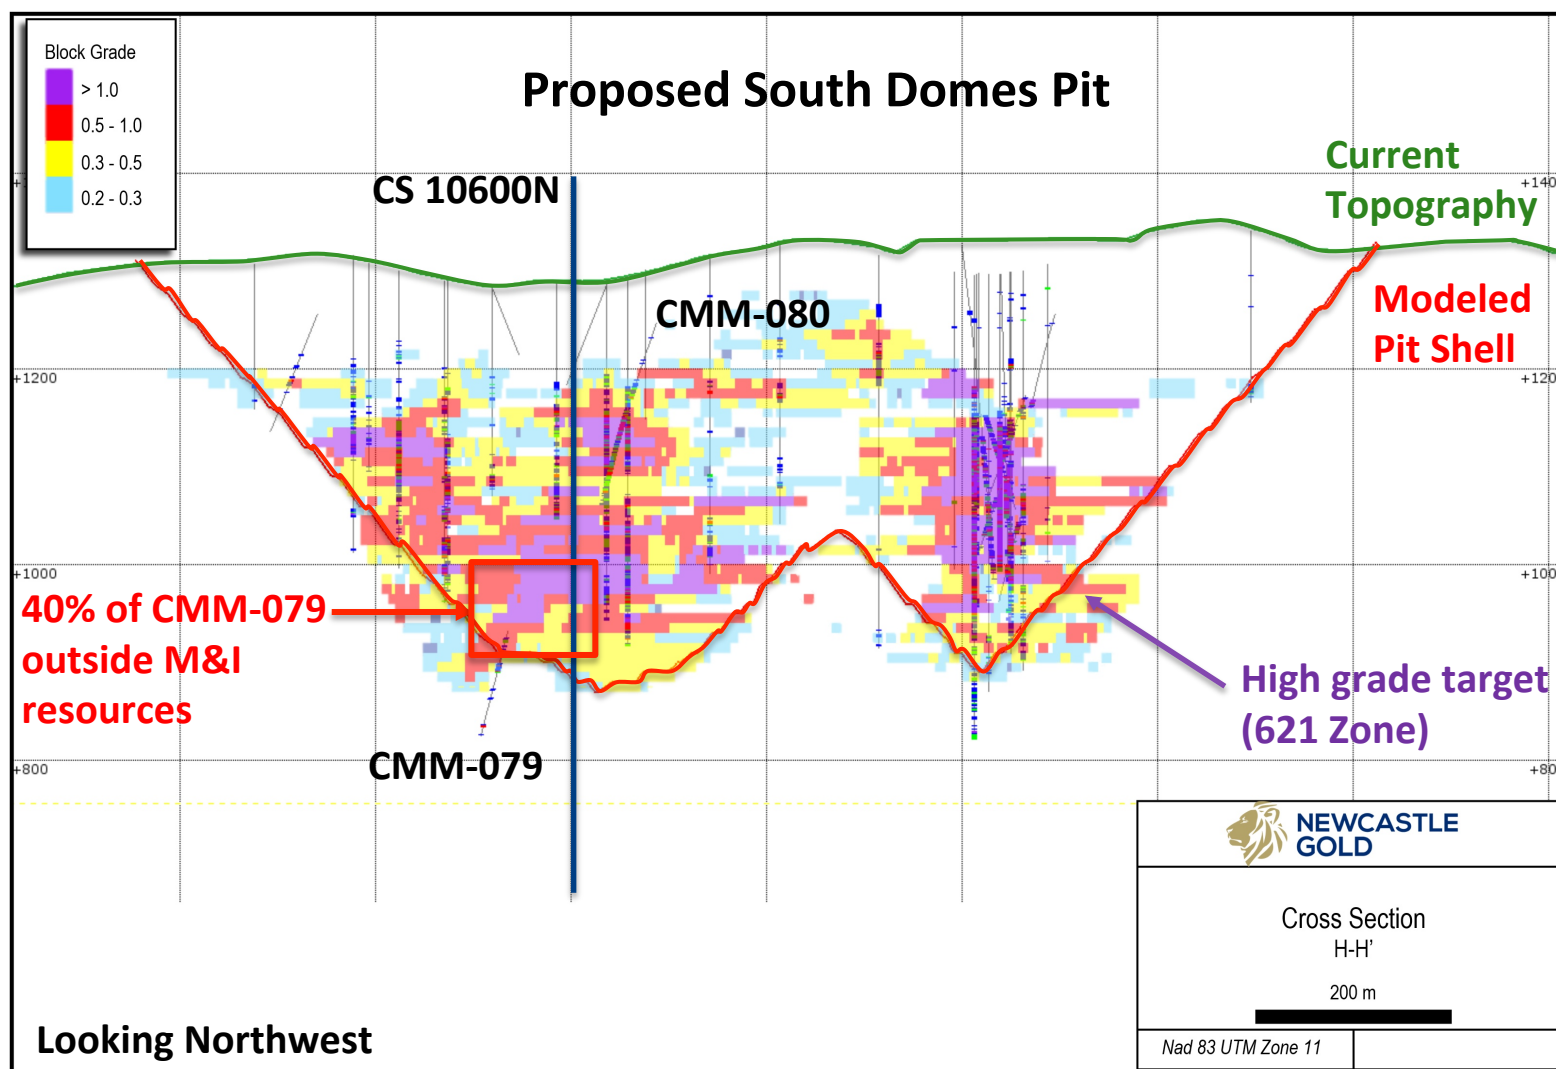 Block Grade
> 1.0
0.5 - 1.0
0.3 - 0.5
0.2 - 0.3
Proposed South Domes Pit
CS 10600N
Current
Topography
+140
Modeled
Pit Shell
CMM-080
+1200
+120
+1000
+100
40% of CMM-079
outside M&I
resources
High grade target
(621 Zone)
CMM-079
+800
+80
NEWCASTLE
GOLD
Cross Section
H-H'
200 m
Looking Northwest
Nad 83 UTM Zone 11